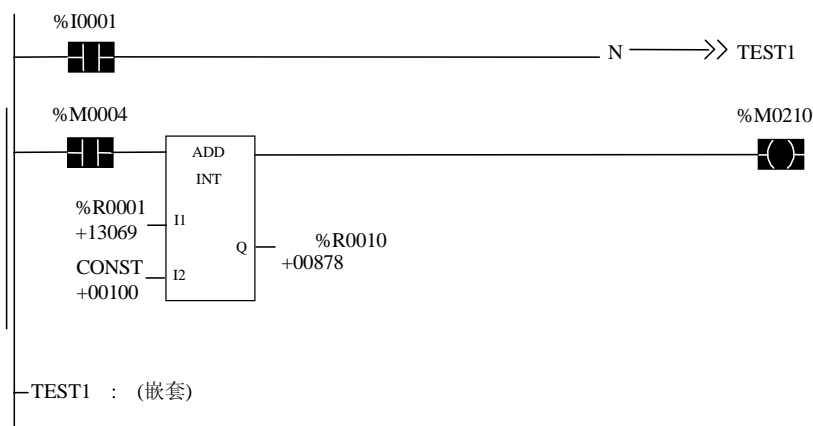 %I0001
N TEST1
%M0004 %M0210
ADD
INT
%R0001
+13069 I1
Q %R0010
+00878
CONST I2
+00100
TEST1 : (嵌套)